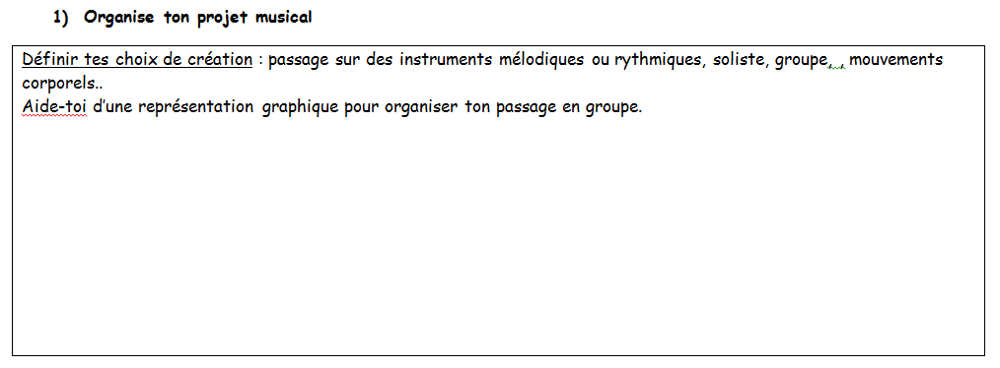 1) Organise ton projet musical
Définir tes choix de création : passage sur des instruments mélodiques ou rythmiques, soliste, groupe, mouvements
corporels..
Aide-toi d'une représentation graphique pour organiser ton passage en groupe.